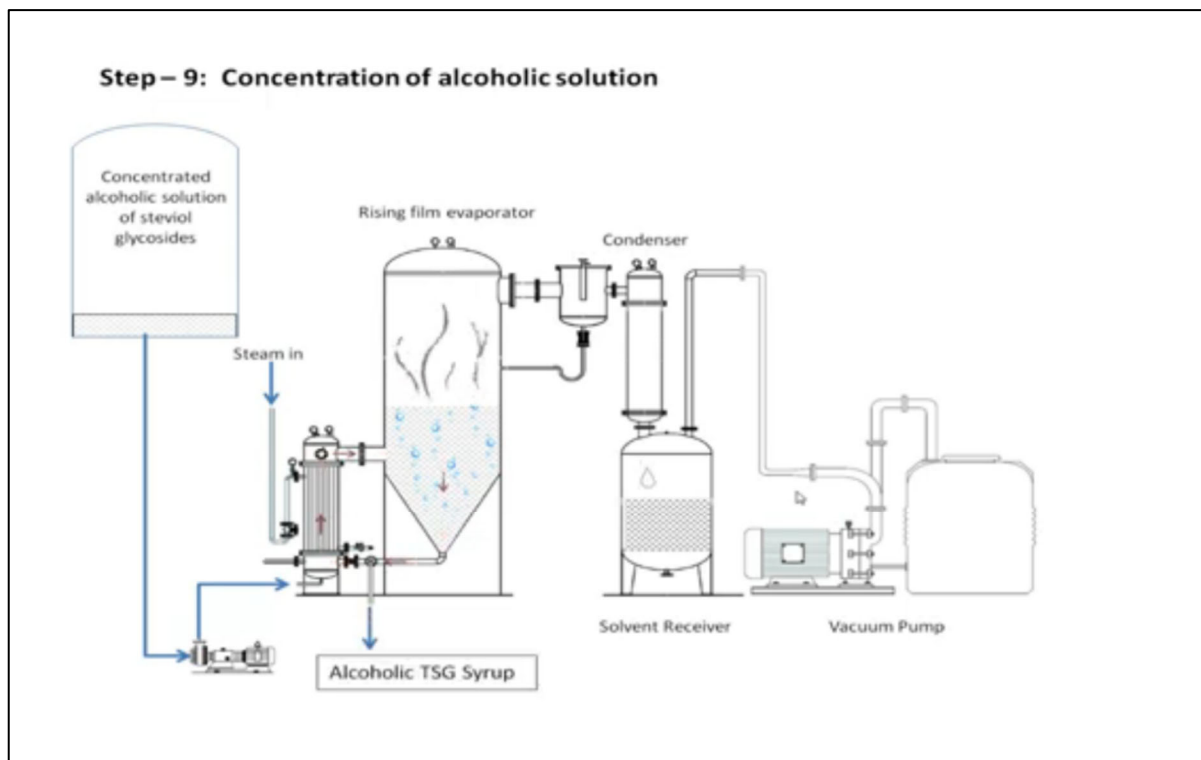 Step – 9: Concentration of alcoholic solution
Concentrated
alcoholic solution
of steviol
glycosides
Rising film evaporator
Condenser
Steam in
Solvent Receiver
Vacuum Pump
Alcoholic TSG Syrup